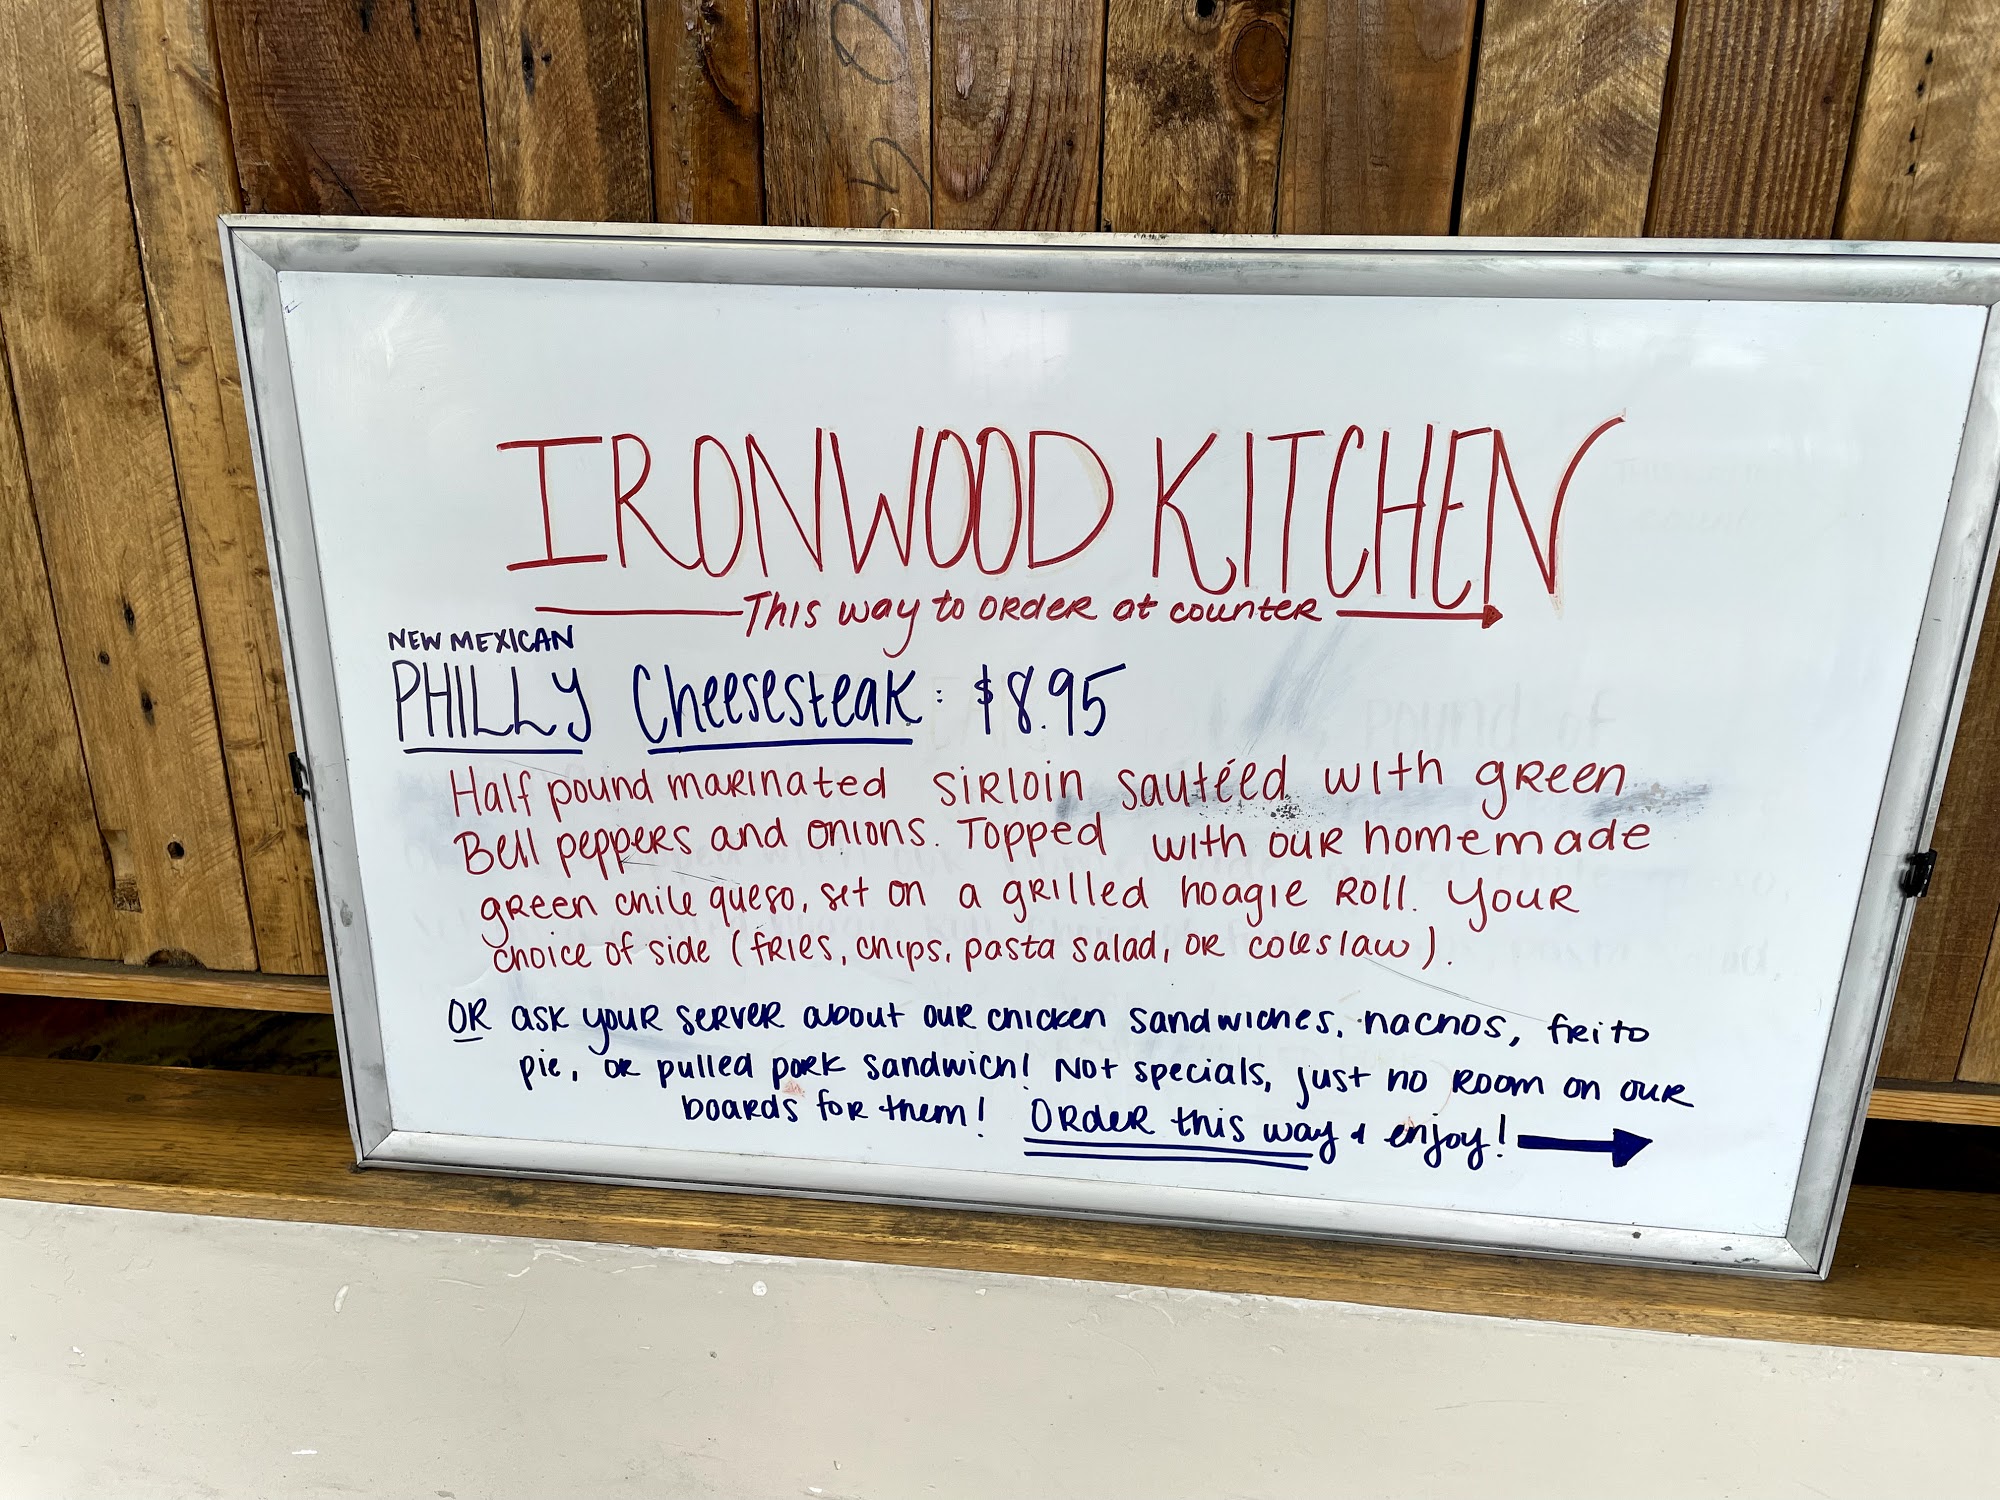 IRONWOOD KITCHEN
This way to order at counter
NEW MEXICAN
PHILLY Cheesesteak: $8.95
Half pound marinated sirloin sautéed with green
Bell peppers and onions. Topped with our homemade
green chile queso, set on a grilled hoagie roll. Your
choice of side (fries, chips, pasta salad, or coleslaw).
OR ask your server about our chicken sandwiches, nachos, frito
pie, or pulled pork sandwich! Not specials, just no room on our
boards for them! Order this way & enjoy!